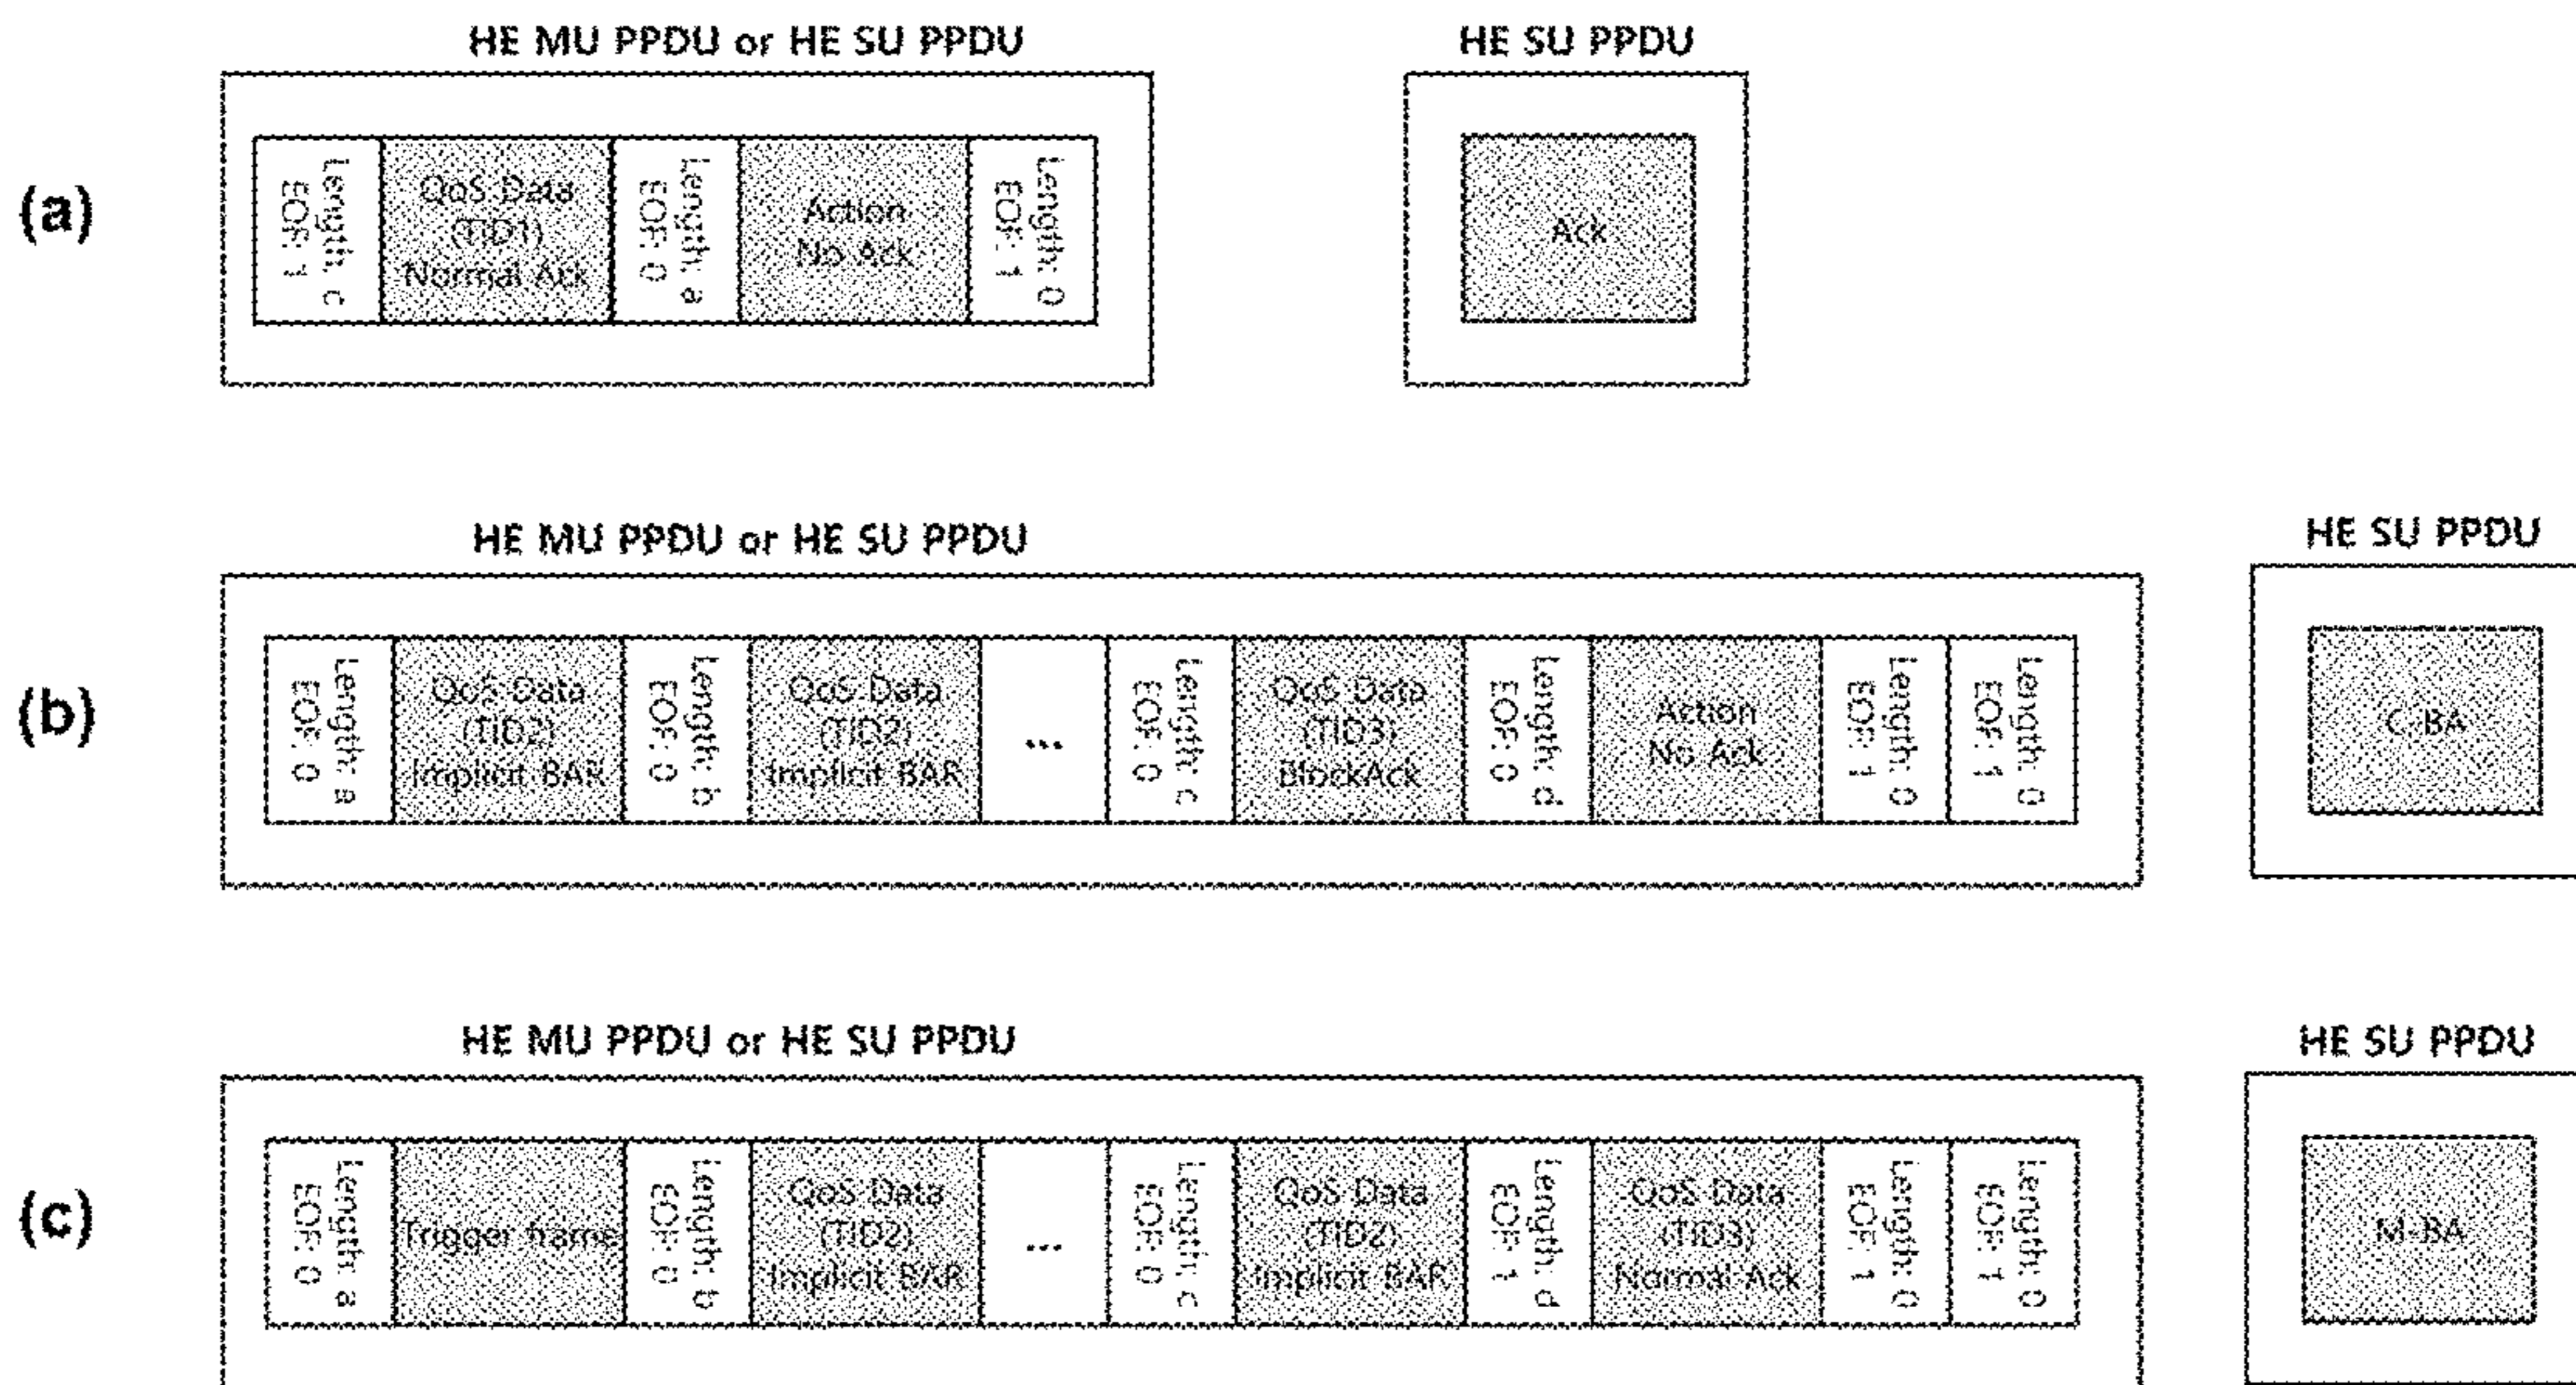 HE MU PPDU or HE SU PPDU
HE SU PPDU
(a)
Length: c
EOF: 1
QoS Data
(TID1)
Normal Ack
Length: a
EOF: 0
Action
No Ack
Length: 0
EOF: 1
Ack
HE MU PPDU or HE SU PPDU
HE SU PPDU
(b)
Length: a
EOF: 0
QoS Data
(TID2)
Implicit BAR
Length: b
EOF: 0
QoS Data
(TID2)
Implicit BAR
...
Length: c
EOF: 0
QoS Data
(TID3)
BlockAck
Length: d
EOF: 0
Action
No Ack
Length: 0
EOF: 1
Length: 0
EOF: 1
C-BA
HE MU PPDU or HE SU PPDU
HE SU PPDU
(c)
Length: a
EOF: 0
Trigger frame
Length: b
EOF: 0
QoS Data
(TID2)
Implicit BAR
...
Length: c
EOF: 0
QoS Data
(TID2)
Implicit BAR
Length: d
EOF: 1
QoS Data
(TID3)
Normal Ack
Length: 0
EOF: 1
Length: 0
EOF: 1
M-BA